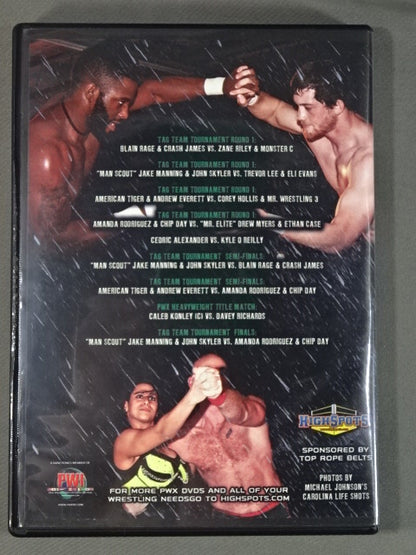 TAG TEAM TOURNAMENT ROUND 1:
BLAIN RAGE & CRASH JAMES VS. ZANE RILEY & MONSTER C
TAG TEAM TOURNAMENT ROUND 1:
"MAN SCOUT" JAKE MANNING & JOHN SKYLER VS. TREVOR LEE & ELI EVANS
TAG TEAM TOURNAMENT ROUND 1:
AMERICAN TIGER & ANDREW EVERETT VS. COREY HOLLIS & MR. WRESTLING 3
TAG TEAM TOURNAMENT ROUND 1:
AMANDA RODRIGUEZ & CHIP DAY VS. "MR. ELITE" DREW MYERS & ETHAN CASE
CEDRIC ALEXANDER VS. KYLE O REILLY
TAG TEAM TOURNAMENT SEMI-FINALS:
"MAN SCOUT" JAKE MANNING & JOHN SKYLER VS. BLAIN RAGE & CRASH JAMES
TAG TEAM TOURNAMENT SEMI-FINALS:
AMERICAN TIGER & ANDREW EVERETT VS. AMANDA RODRIGUEZ & CHIP DAY
PWX HEAVYWEIGHT TITLE MATCH:
CALEB KONLEY (C) VS. DAVEY RICHARDS
TAG TEAM TOURNAMENT FINALS:
"MAN SCOUT" JAKE MANNING & JOHN SKYLER VS. AMANDA RODRIGUEZ & CHIP DAY
HIGHSPOTS
SPONSORED BY
TOP ROPE BELTS
PHOTOS BY
MICHAEL JOHNSON'S
CAROLINA LIFE SHOTS
FOR MORE PWX DVDS AND ALL OF YOUR
WRESTLING NEEDSGO TO HIGHSPOTS.COM